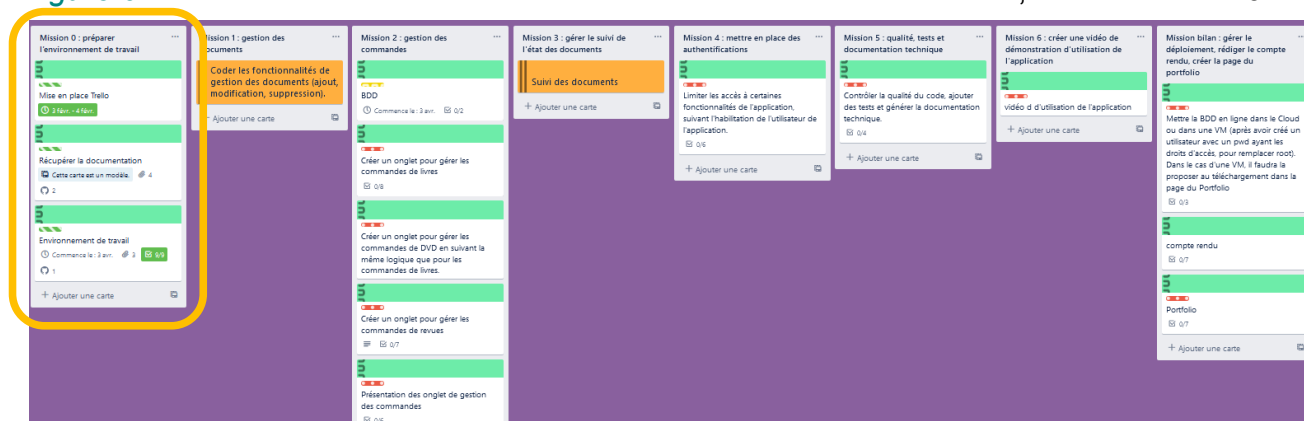 Mission 0 : préparer
l'environnement de travail
Mise en place Trello
3 févr. - 4 févr.
Récupérer la documentation
Cette carte est un modèle. 4
2
Environnement de travail
Commence le : 3 avr. 3 9/9
1
+ Ajouter une carte
Mission 1 : gestion des
documents
Coder les fonctionnalités de
gestion des documents (ajout,
modification, suppression).
+ Ajouter une carte
Mission 2 : gestion des
commandes
BDD
Commence le : 3 avr. 0/2
Créer un onglet pour gérer les
commandes de livres
0/8
Créer un onglet pour gérer les
commandes de DVD en suivant la
même logique que pour les
commandes de livres.
Créer un onglet pour gérer les
commandes de revues
0/7
Présentation des onglet de gestion
des commandes
0/6
Mission 3 : gérer le suivi de
l'état des documents
Suivi des documents
+ Ajouter une carte
Mission 4 : mettre en place des
authentifications
Limiter les accès à certaines
fonctionnalités de l'application,
suivant l'habilitation de l'utilisateur de
l'application.
0/6
+ Ajouter une carte
Mission 5 : qualité, tests et
documentation technique
Contrôler la qualité du code, ajouter
des tests et générer la documentation
technique.
0/4
+ Ajouter une carte
Mission 6 : créer une vidéo de
démonstration d'utilisation de
l'application
vidéo d d'utilisation de l'application
+ Ajouter une carte
Mission bilan : gérer le
déploiement, rédiger le compte
rendu, créer la page du
portfolio
Mettre la BDD en ligne dans le Cloud
ou dans une VM (après avoir créé un
utilisateur avec un pwd ayant les
droits d'accès, pour remplacer root).
Dans le cas d'une VM, il faudra la
proposer au téléchargement dans la
page du Portfolio
0/3
compte rendu
0/7
Portfolio
0/7
+ Ajouter une carte